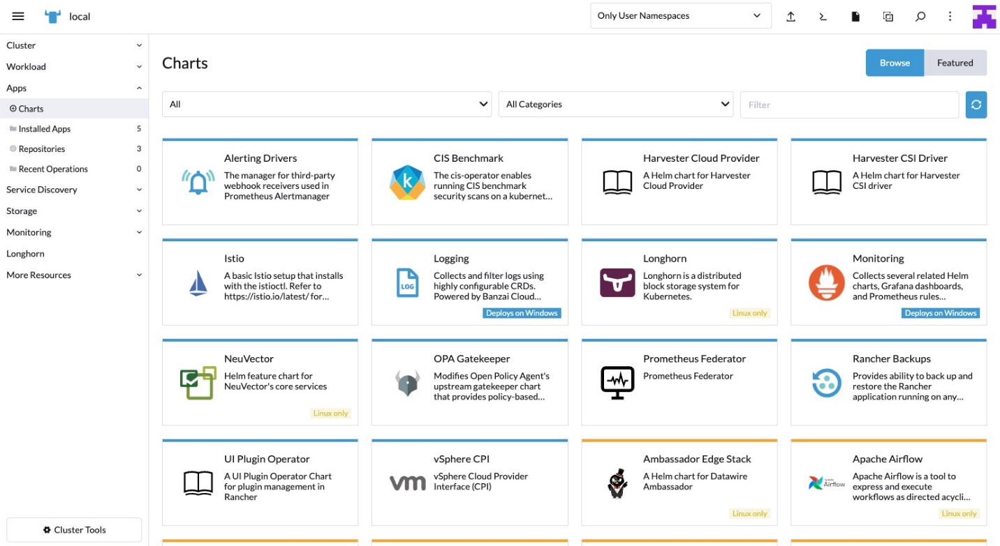 local
Only User Namespaces
Cluster
Workload
Apps
Charts
Installed Apps 5
Repositories 3
Recent Operations 0
Service Discovery
Storage
Monitoring
Longhorn
More Resources
Cluster Tools
Charts
Browse
Featured
All
All Categories
Filter
Alerting Drivers
The manager for third-party
webhook receivers used in
Prometheus Alertmanager
CIS Benchmark
The cis-operator enables
running CIS benchmark
security scans on a kubernet...
k
Harvester Cloud Provider
A Helm chart for Harvester
Cloud Provider
Harvester CSI Driver
A Helm chart for Harvester
CSI driver
Istio
A basic Istio setup that installs
with the istioctl. Refer to
https://istio.io/latest/ for...
Logging
Collects and filter logs using
highly configurable CRDs.
Powered by Banzai Cloud...
LOG
Deploys on Windows
Longhorn
Longhorn is a distributed
block storage system for
Kubernetes.
Linux only
Monitoring
Collects several related Helm
charts, Grafana dashboards,
and Prometheus rules...
Deploys on Windows
NeuVector
Helm feature chart for
NeuVector's core services
Linux only
OPA Gatekeeper
Modifies Open Policy Agent's
upstream gatekeeper chart
that provides policy-based...
Prometheus Federator
Prometheus Federator
Rancher Backups
Provides ability to back up and
restore the Rancher
application running on any...
UI Plugin Operator
A UI Plugin Operator Chart
for plugin management in
Rancher
vSphere CPI
vSphere Cloud Provider
Interface (CPI)
vm
Ambassador Edge Stack
A Helm chart for Datawire
Ambassador
Linux only
Apache Airflow
Apache Airflow is a tool to
express and execute
workflows as directed acycli...
Airflow
Linux only